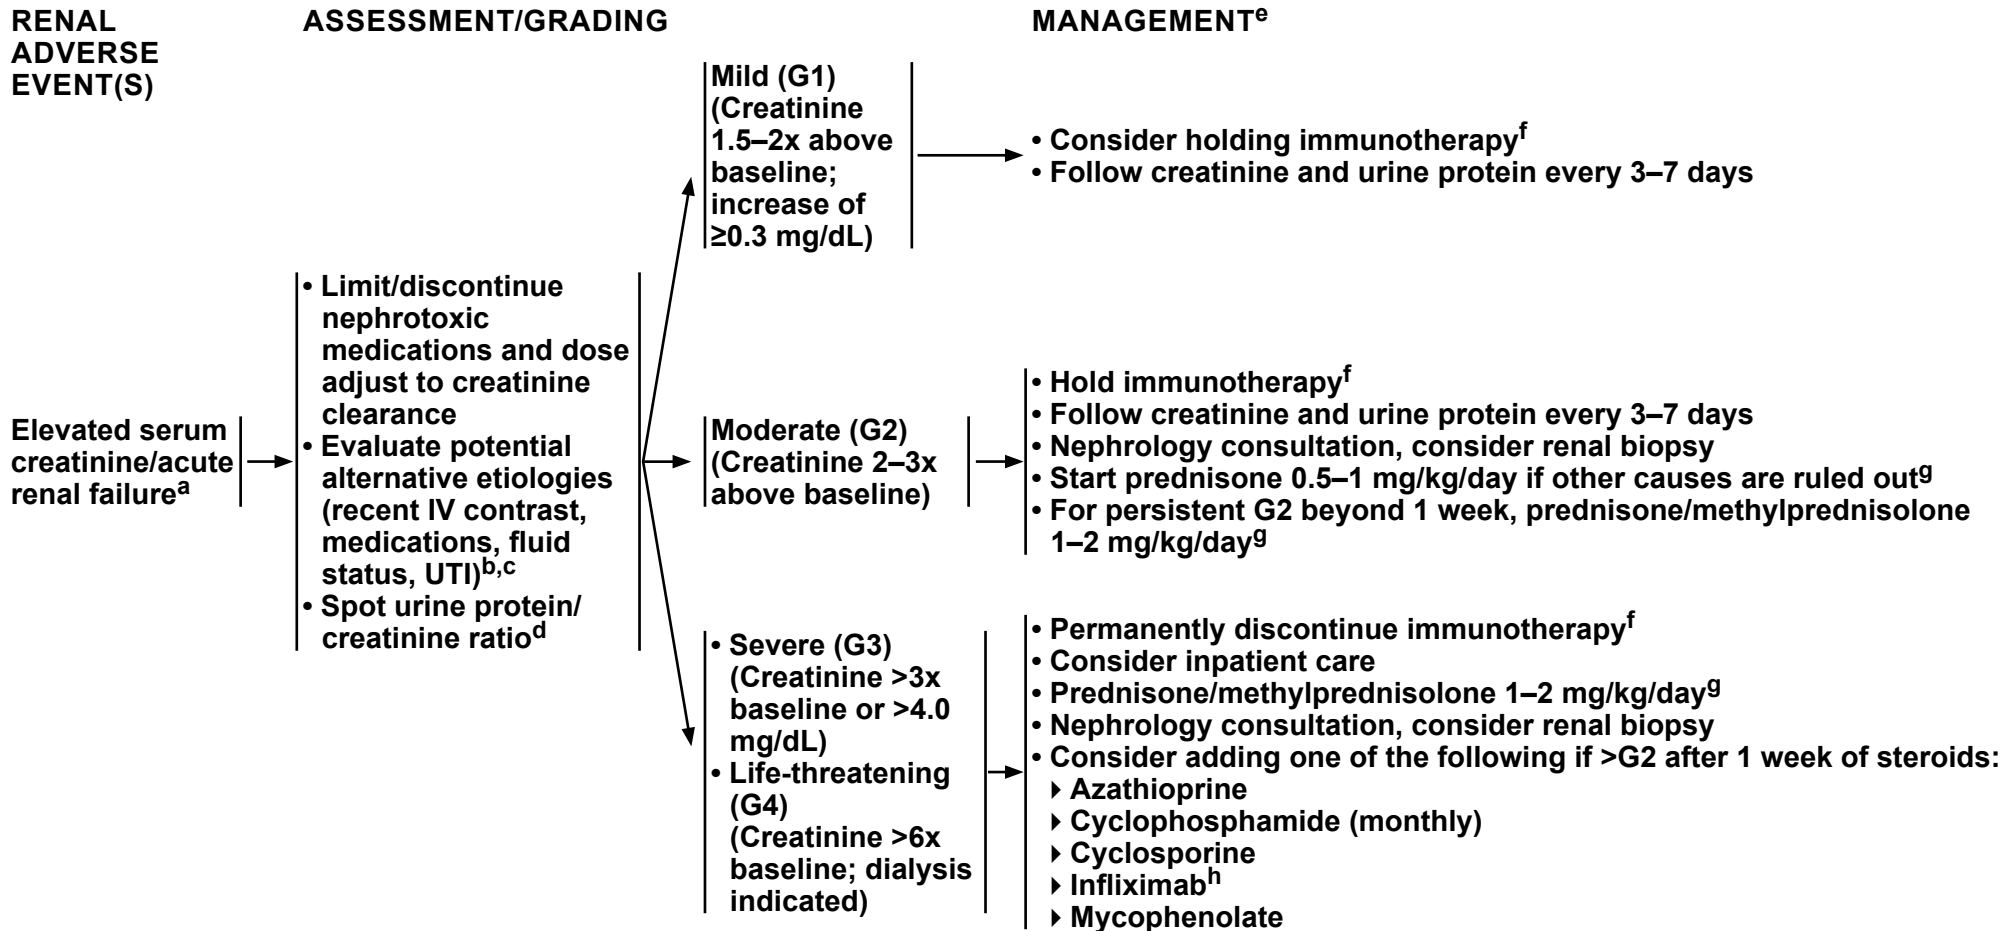 RENAL
ADVERSE
EVENT(S)
ASSESSMENT/GRADING
MANAGEMENTe
Elevated serum
creatinine/acute
renal failurea
• Limit/discontinue
nephrotoxic
medications and dose
adjust to creatinine
clearance
• Evaluate potential
alternative etiologies
(recent IV contrast,
medications, fluid
status, UTI)b,c
• Spot urine protein/
creatinine ratiod
Mild (G1)
(Creatinine
1.5–2x above
baseline;
increase of
≥0.3 mg/dL)
• Consider holding immunotherapyf
• Follow creatinine and urine protein every 3–7 days
Moderate (G2)
(Creatinine 2–3x
above baseline)
• Hold immunotherapyf
• Follow creatinine and urine protein every 3–7 days
• Nephrology consultation, consider renal biopsy
• Start prednisone 0.5–1 mg/kg/day if other causes are ruled outg
• For persistent G2 beyond 1 week, prednisone/methylprednisolone
1–2 mg/kg/dayg
• Severe (G3)
(Creatinine >3x
baseline or >4.0
mg/dL)
• Life-threatening
(G4)
(Creatinine >6x
baseline; dialysis
indicated)
• Permanently discontinue immunotherapyf
• Consider inpatient care
• Prednisone/methylprednisolone 1–2 mg/kg/dayg
• Nephrology consultation, consider renal biopsy
• Consider adding one of the following if >G2 after 1 week of steroids:
Azathioprine
Cyclophosphamide (monthly)
Cyclosporine
Infliximabh
Mycophenolate